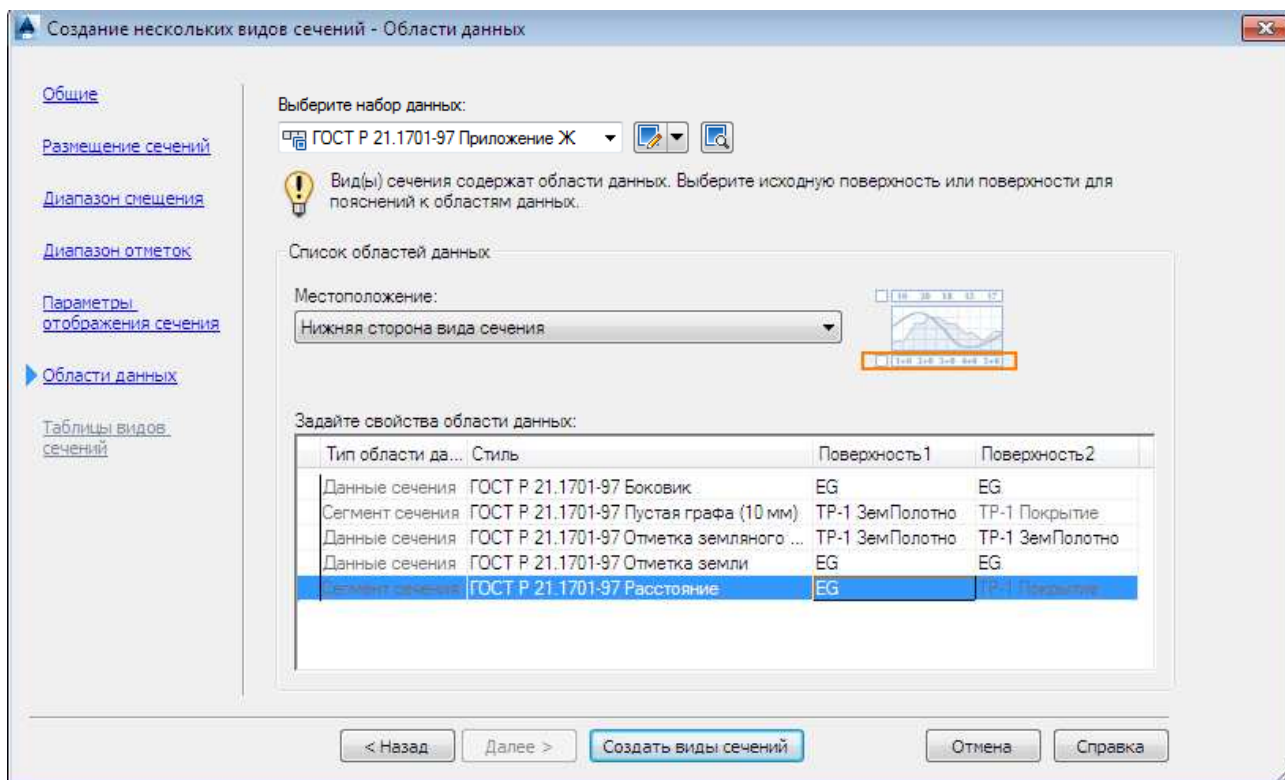 Создание нескольких видов сечений - Области данных
Общие
Размещение сечений
Диапазон смещения
Диапазон отметок
Параметры
отображения сечения
Области данных
Таблицы видов
сечений
Выберите набор данных:
ГОСТ Р 21.1701-97 Приложение Ж
Вид(ы) сечения содержат области данных. Выберите исходную поверхность или поверхности для
пояснений к областям данных.
Список областей данных
Местоположение:
Нижняя сторона вида сечения
Задайте свойства области данных:
Тип области да... Стиль Поверхность1 Поверхность2
Данные сечения ГОСТ Р 21.1701-97 Боковик EG EG
Сегмент сечения ГОСТ Р 21.1701-97 Пустая графа (10 мм) ТР-1 ЗемПолотно ТР-1 Покрытие
Данные сечения ГОСТ Р 21.1701-97 Отметка земляного ... ТР-1 ЗемПолотно ТР-1 ЗемПолотно
Данные сечения ГОСТ Р 21.1701-97 Отметка земли EG EG
Сегмент сечения ГОСТ Р 21.1701-97 Расстояние EG ТР-1 Покрытие
< Назад Далее > Создать виды сечений Отмена Справка